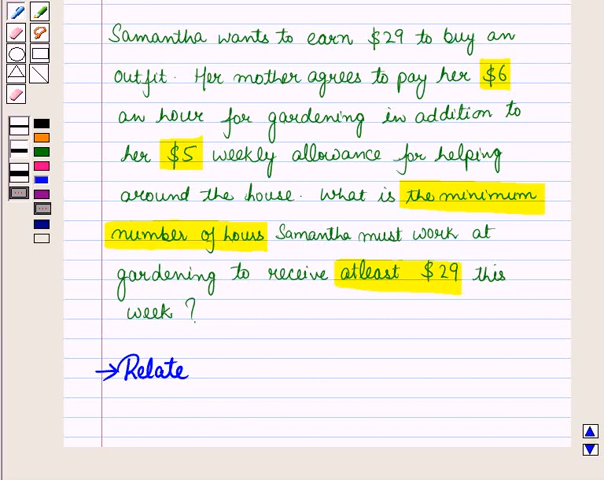 Samantha wants to earn $29 to buy an
outfit. Her mother agrees to pay her $6
an hour for gardening in addition to
her $5 weekly allowance for helping
around the house. What is the minimum
number of hours Samantha must work at
gardening to receive atleast $29 this
week ?
→Relate